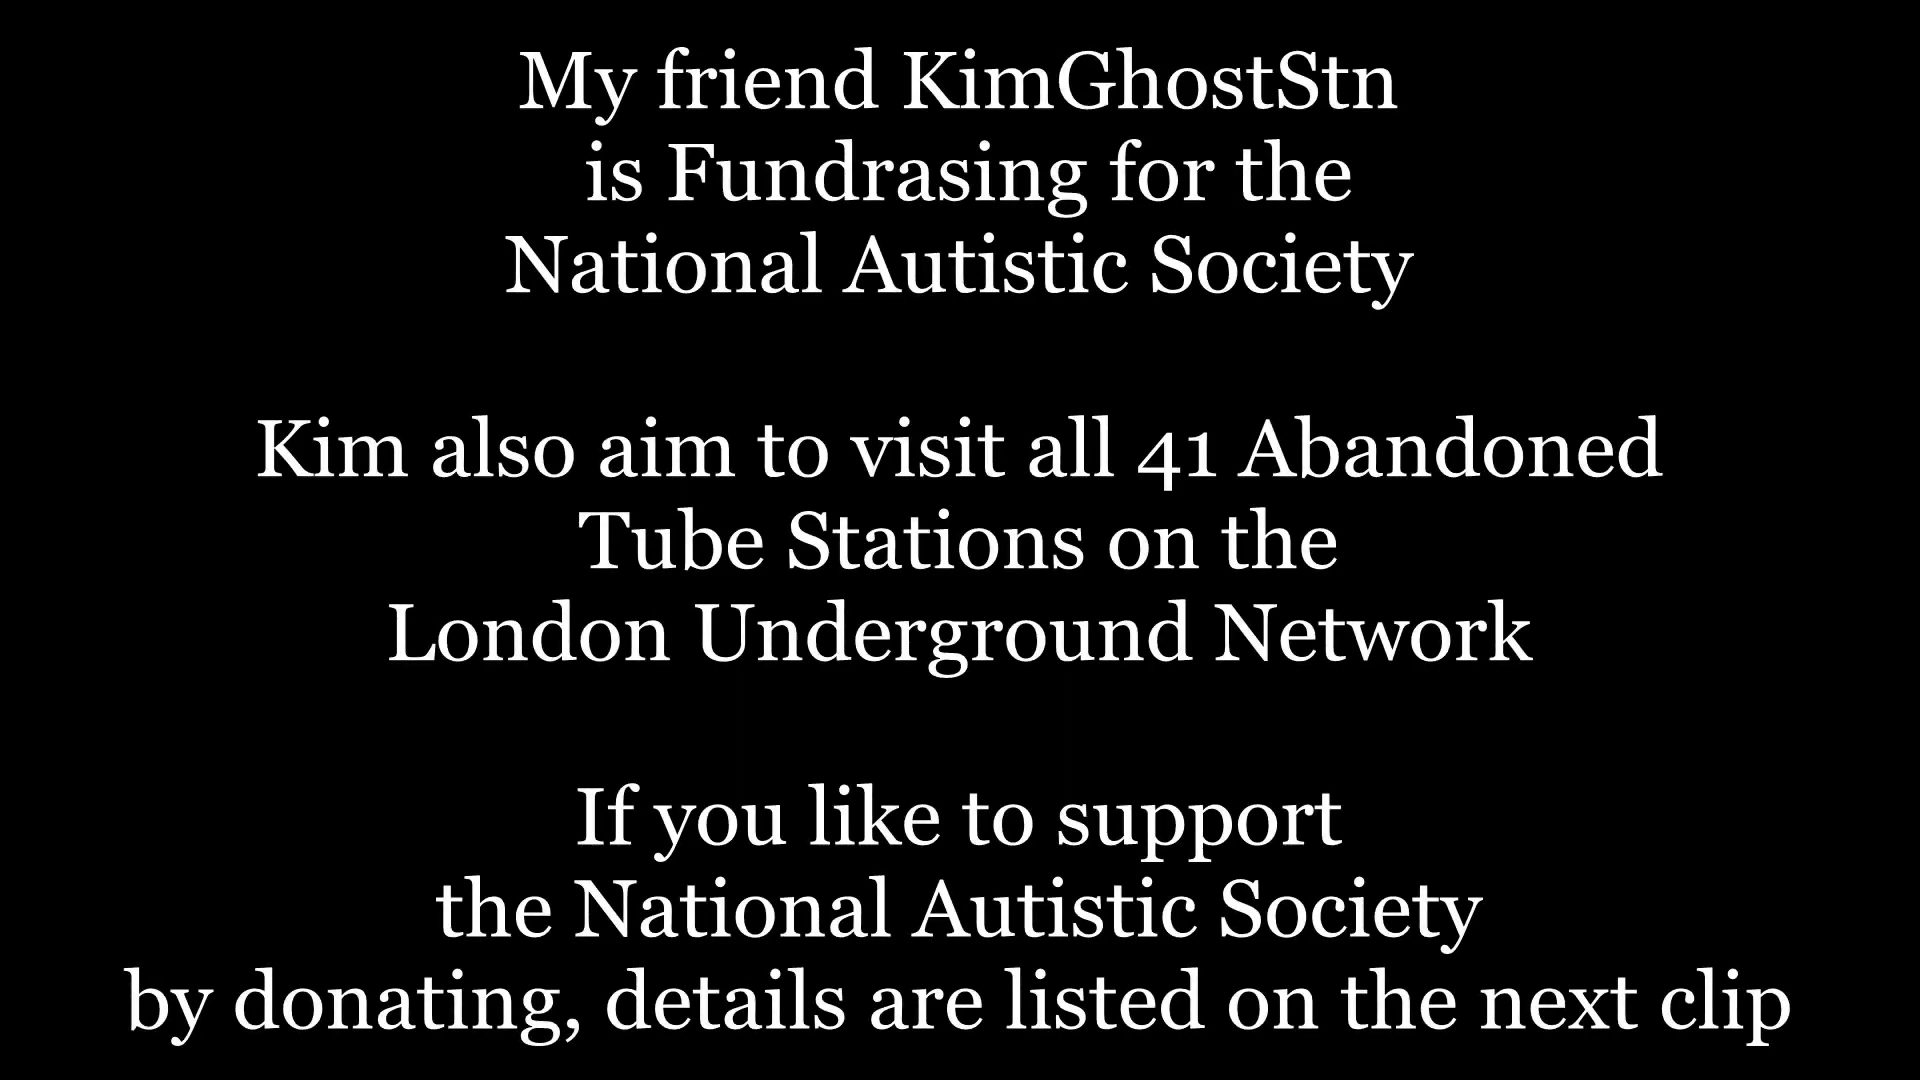 My friend KimGhostStn
is Fundrasing for the
National Autistic Society
Kim also aim to visit all 41 Abandoned
Tube Stations on the
London Underground Network
If you like to support
the National Autistic Society
by donating, details are listed on the next clip